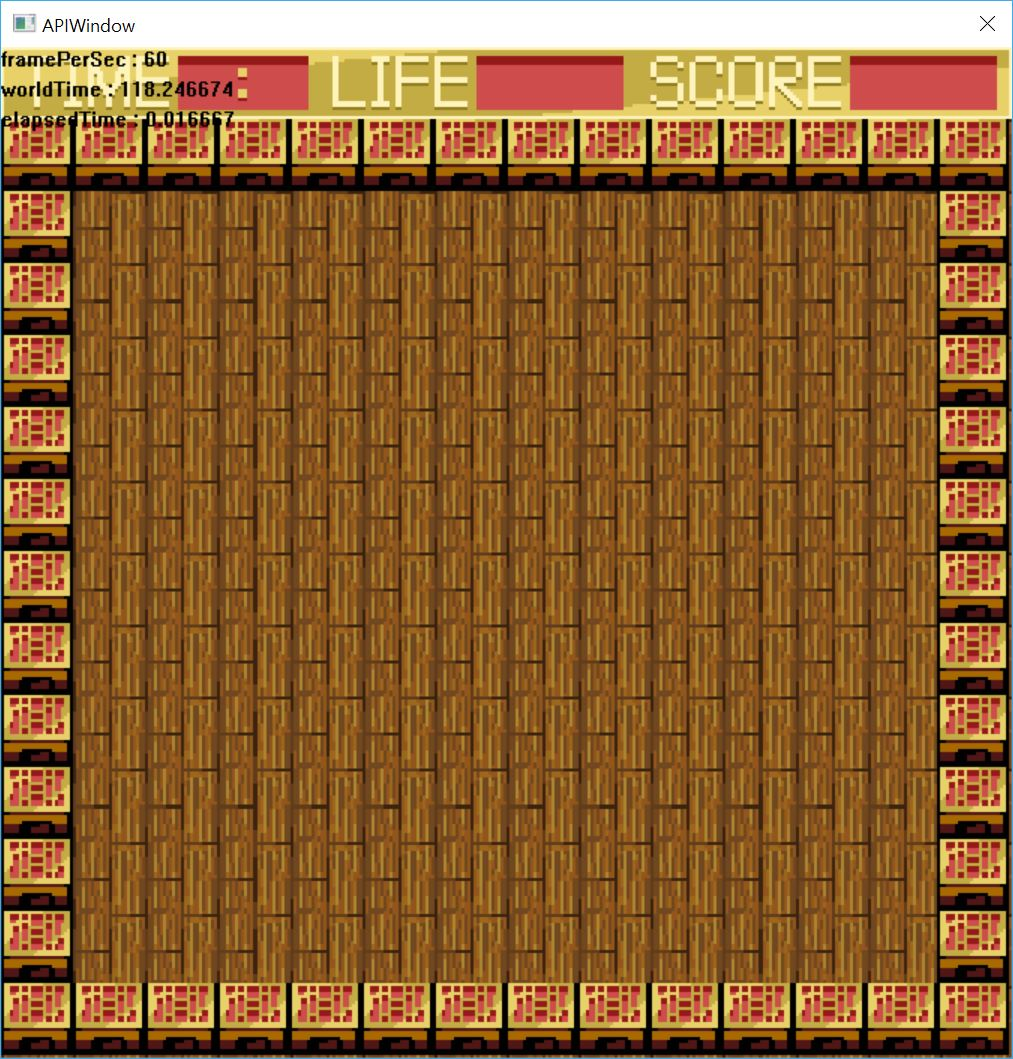 APIWindow
framePerSec : 60
TIME : LIFE SCORE
worldTime : 118.246674
elapsedTime : 0.016667